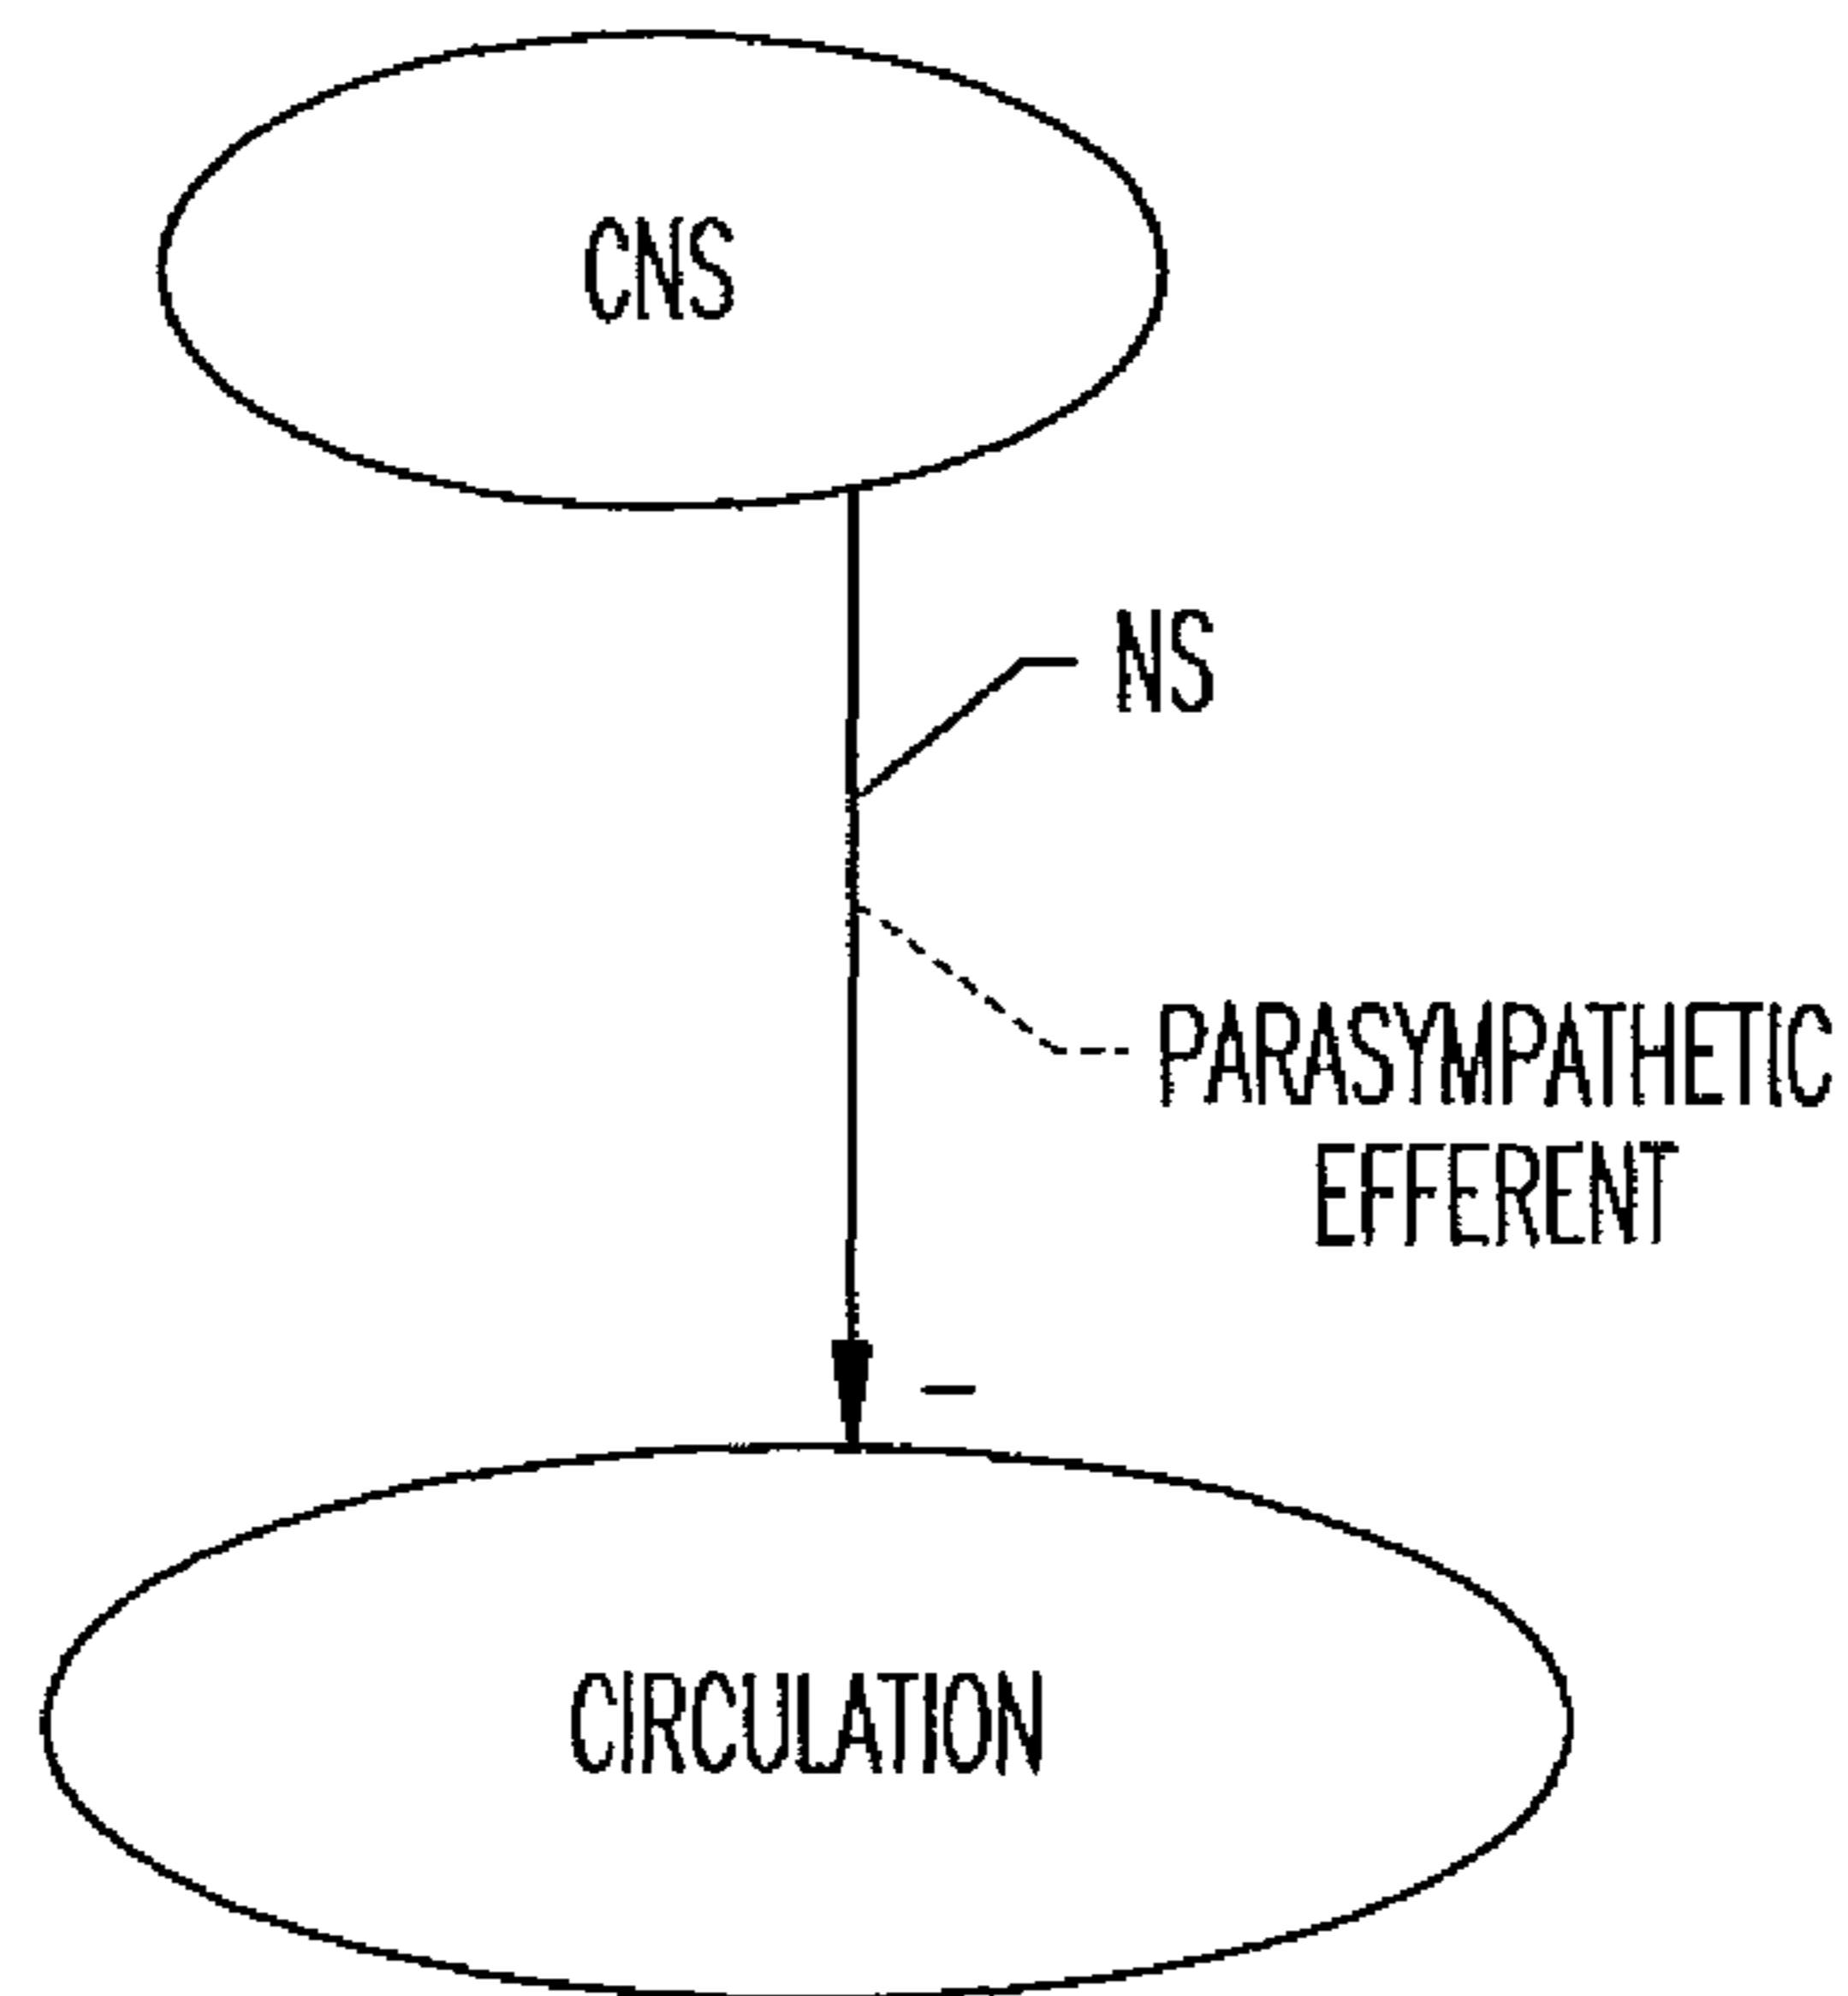 CNS
NS
PARASYMPATHETIC
EFFERENT
–
CIRCULATION